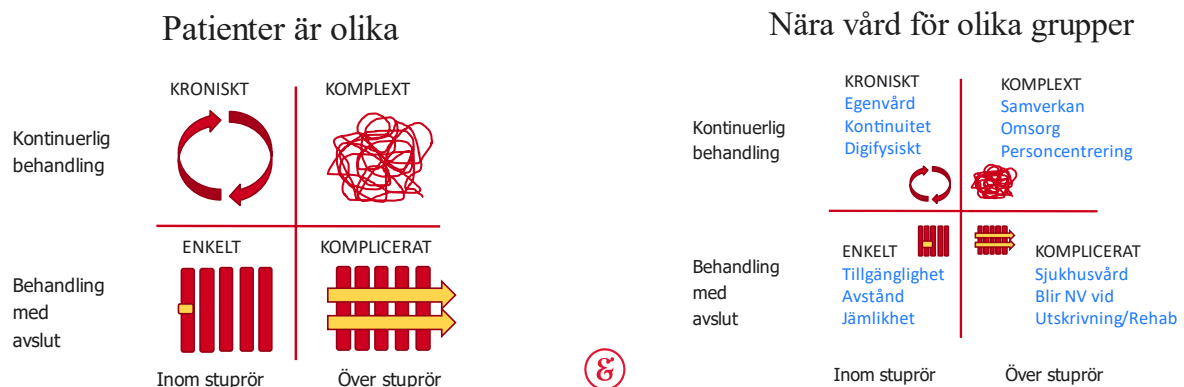 Patienter är olika
KRONISKT
KOMPLEXT
Kontinuerlig
behandling
ENKELT
KOMPLICERAT
Behandling
med
avslut
Inom stuprör
Över stuprör
&
Nära vård för olika grupper
KRONISKT
Egenvård
Kontinuitet
Digifysiskt
KOMPLEXT
Samverkan
Omsorg
Personcentrering
Kontinuerlig
behandling
ENKELT
Tillgänglighet
Avstånd
Jämlikhet
KOMPLICERAT
Sjukhusvård
Blir NV vid
Utskrivning/Rehab
Behandling
med
avslut
Inom stuprör
Över stuprör